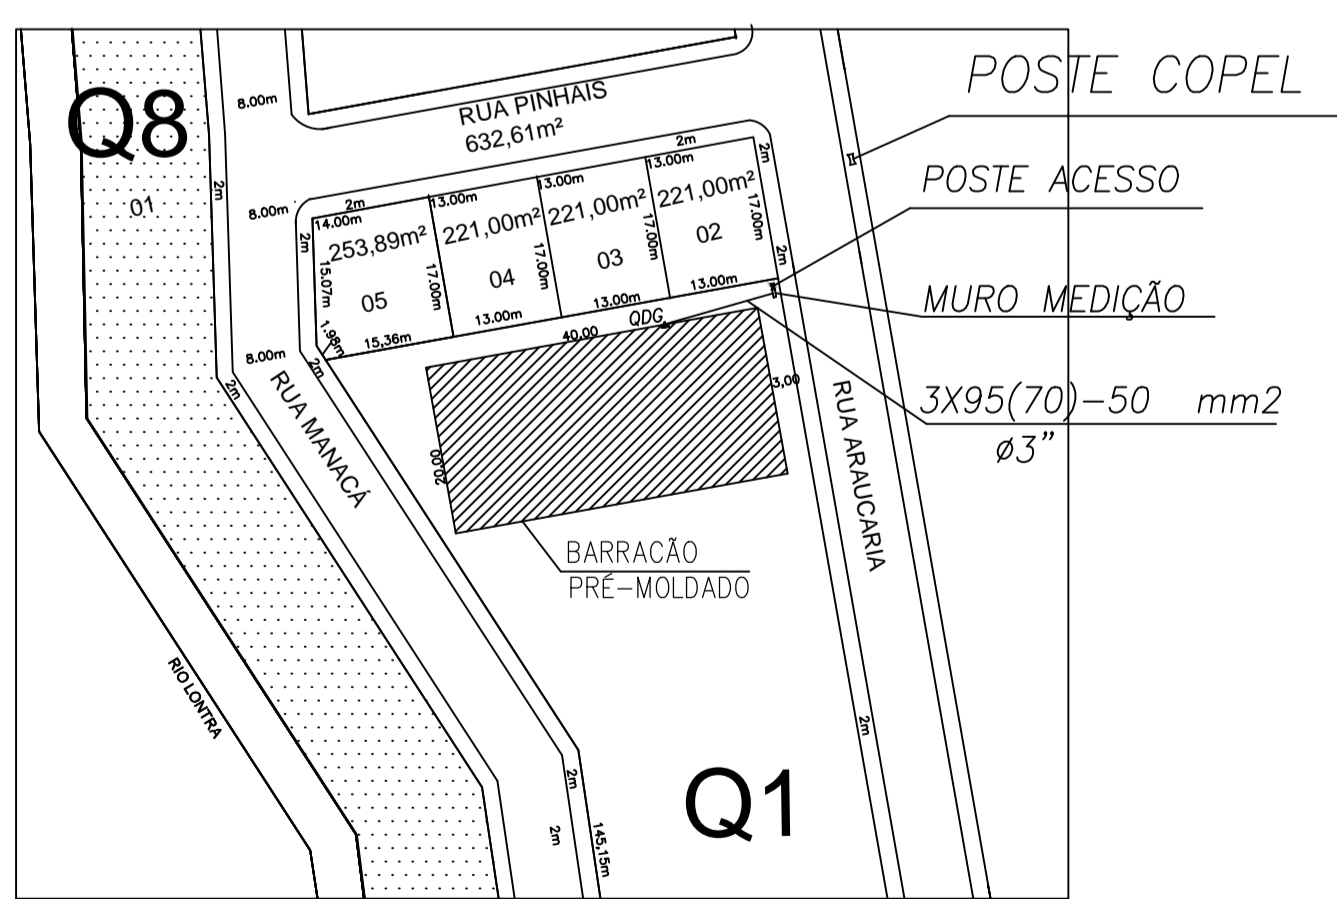 POSTE COPEL
Q8
8.00m
RUA PINHAIS
632,61m²
2m
2m
13.00m
POSTE ACESSO
2m
01
8.00m
2m
13.00m
13.00m
14.00m
221,00m²
221,00m²
221,00m²
253,89m²
17.00m
17.00m
02
2m
2m
03
04
05
15.07m
17.00m
17.00m
13.00m
MURO MEDIÇÃO
13.00m
13.00m
QDG
1.98m
15,36m
40.00
8.00m
2m
2m
RUA MANACÁ
3,00
RUA ARAUCARIA
3X95(70)-50 mm2
ø3"
20,00
BARRACÃO
PRÉ-MOLDADO
RIO LONTRA
2m
Q1
2m
2m
145,15m